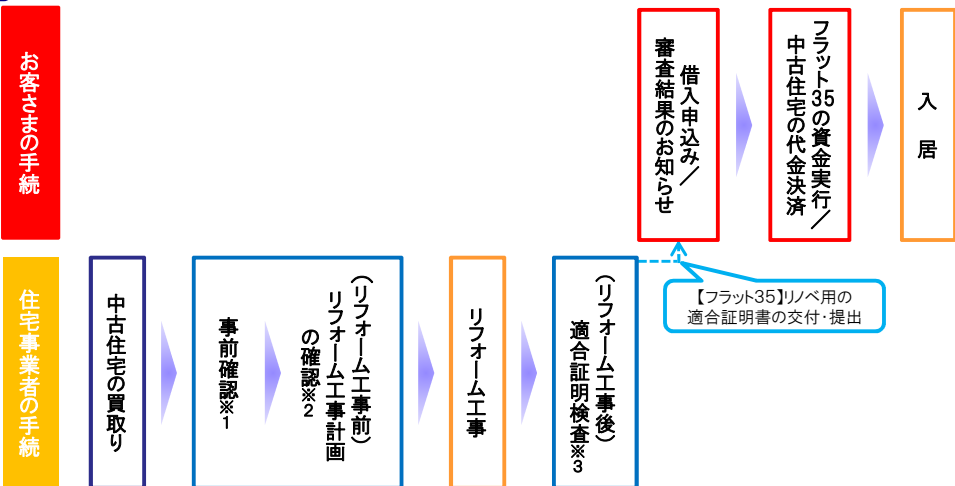 お客さまの手続
借入申込み／
審査結果のお知らせ
フラット35の資金実行／
中古住宅の代金決済
入居
住宅事業者の手続
中古住宅の買取り
事前確認※1
（リフォーム工事前）
リフォーム工事計画
の確認※2
リフォーム工事
（リフォーム工事後）
適合証明検査※3
【フラット35】リノベ用の
適合証明書の交付・提出